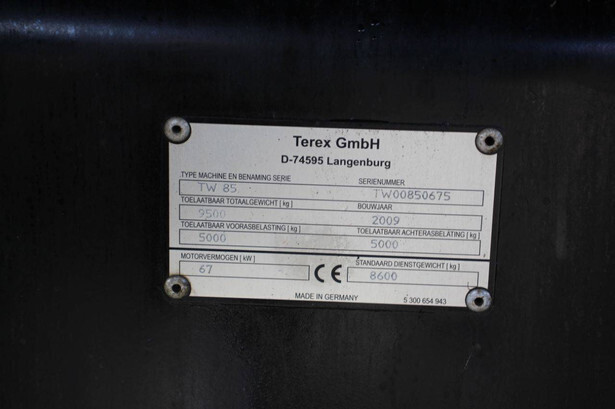 Terex GmbH
D-74595 Langenburg
TYPE MACHINE EN BENAMING SERIE SERIENUMMER
TW 85 TW00850675
TOELAATBAAR TOTAALGEWICHT [ kg ] BOUWJAAR
9500 2009
TOELAATBAAR VOORASBELASTING [ kg ] TOELAATBAAR ACHTERASBELATING [ kg ]
5000 5000
MOTORVERMOGEN [ kW ] STANDAARD DIENSTGEWICHT [ kg ]
67 CE 8600
MADE IN GERMANY 5 300 654 943